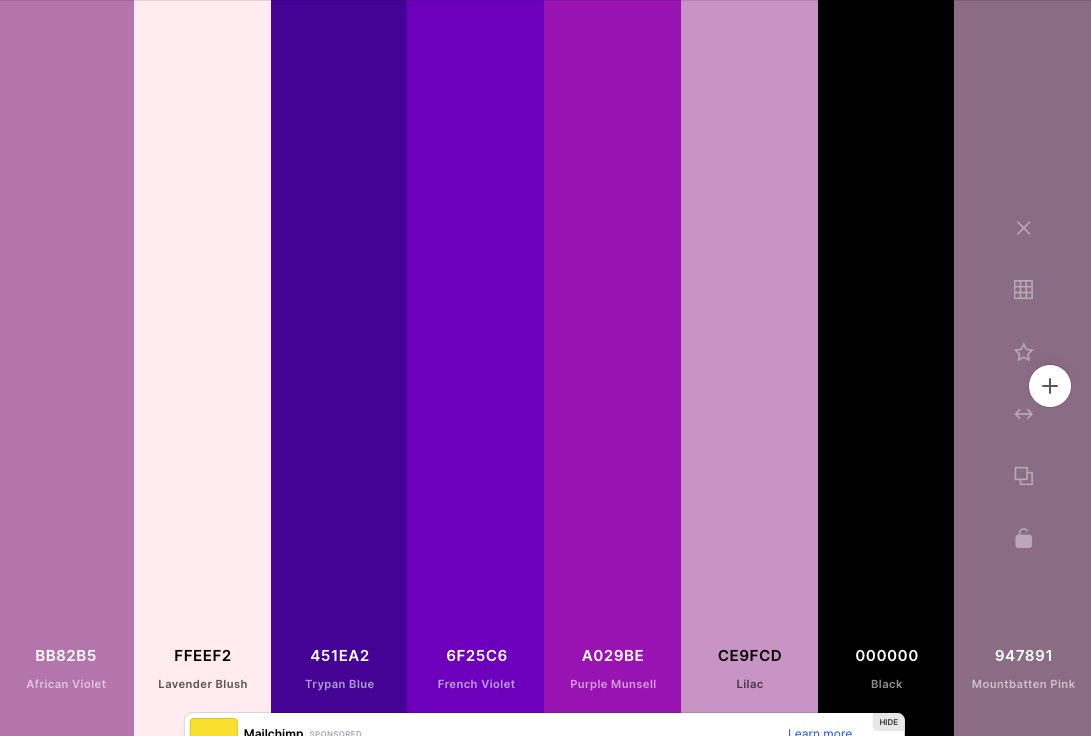 BB82B5
African Violet
FFEEF2
Lavender Blush
451EA2
Trypan Blue
6F25C6
French Violet
A029BE
Purple Munsell
CE9FCD
Lilac
000000
Black
947891
Mountbatten Pink
Mailchimp SPONSORED
Learn more
HIDE